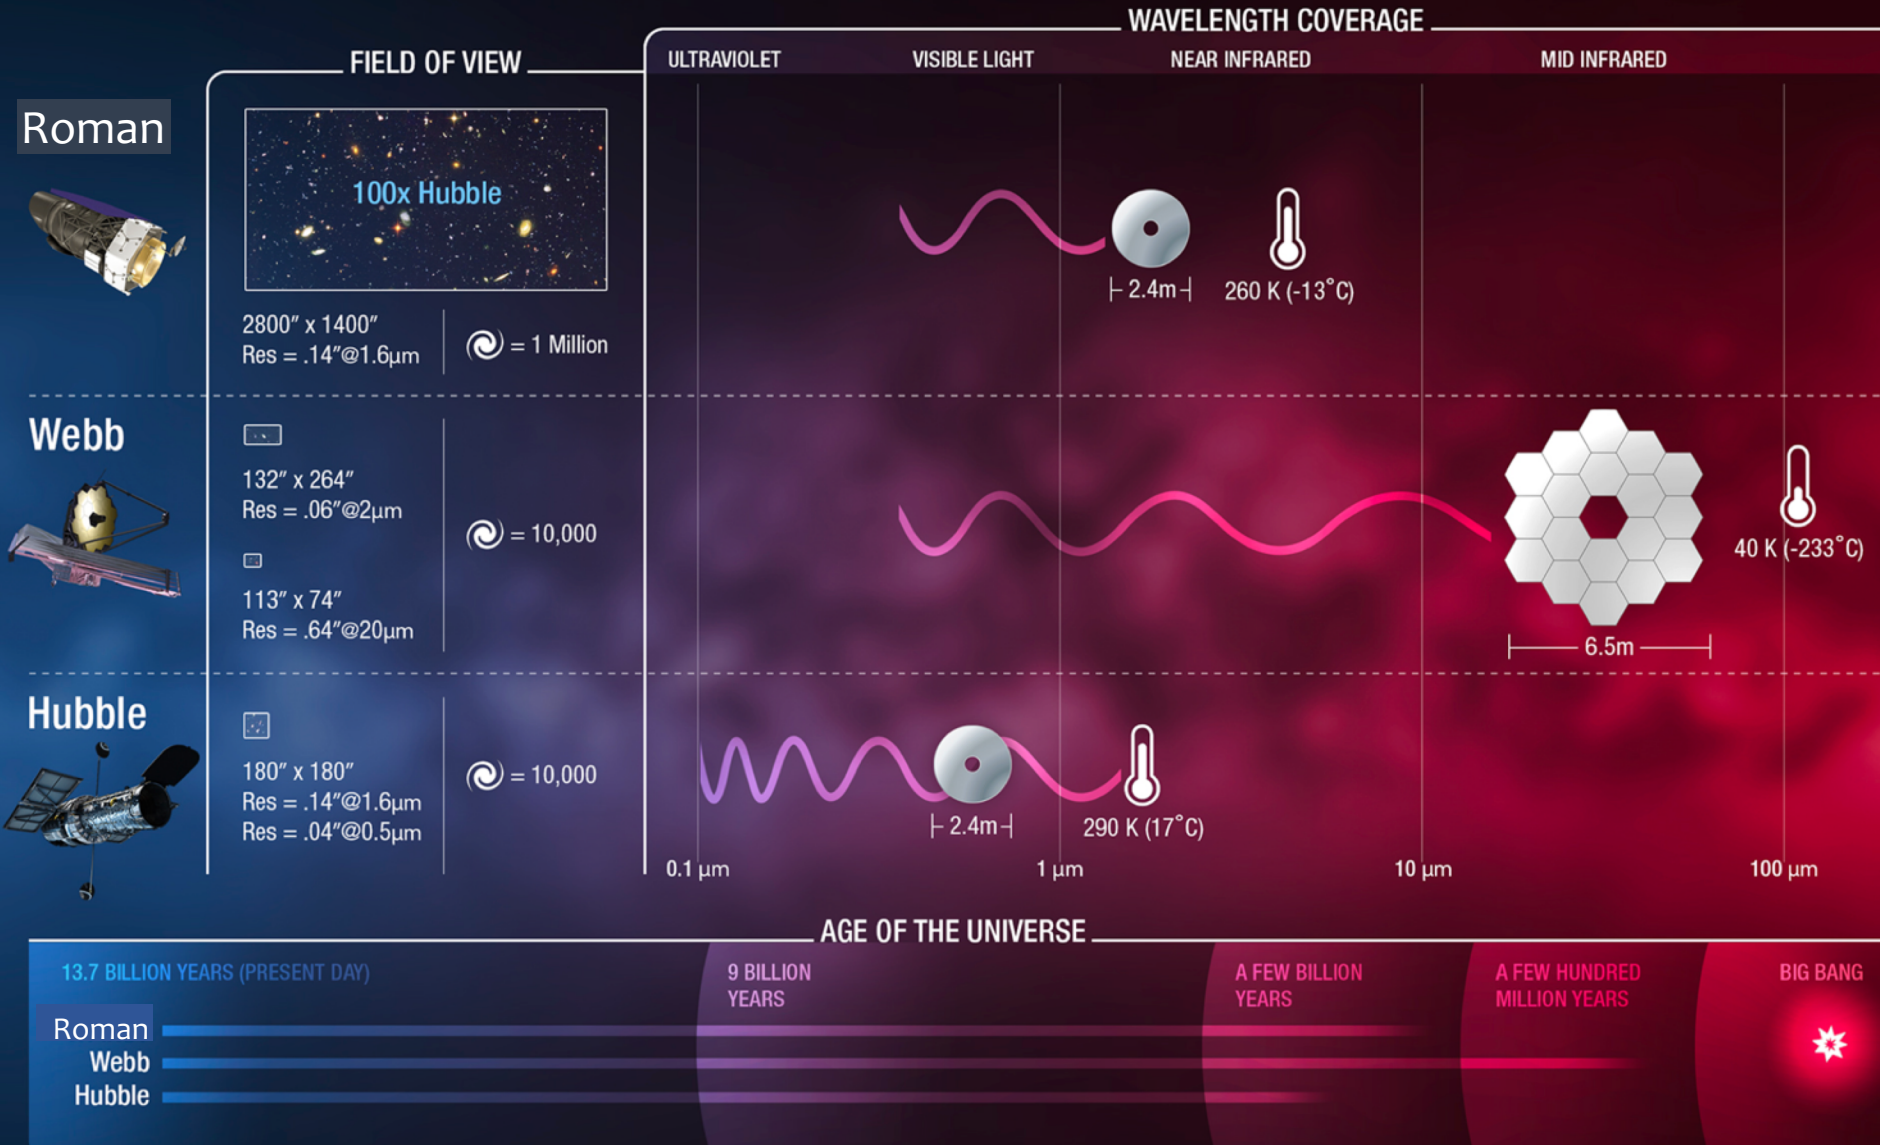 WAVELENGTH COVERAGE
FIELD OF VIEW
ULTRAVIOLET
VISIBLE LIGHT
NEAR INFRARED
MID INFRARED
Roman
100x Hubble
2800″ x 1400″
Res = .14″@1.6µm
= 1 Million
2.4m
260 K (-13˚C)
Webb
132″ x 264″
Res = .06″@2µm
113″ x 74″
Res = .64″@20µm
= 10,000
6.5m
40 K (-233˚C)
Hubble
180″ x 180″
Res = .14″@1.6µm
Res = .04″@0.5µm
= 10,000
2.4m
290 K (17˚C)
0.1 µm
1 µm
10 µm
100 µm
AGE OF THE UNIVERSE
13.7 BILLION YEARS (PRESENT DAY)
9 BILLION
YEARS
A FEW BILLION
YEARS
A FEW HUNDRED
MILLION YEARS
BIG BANG
Roman
Webb
Hubble